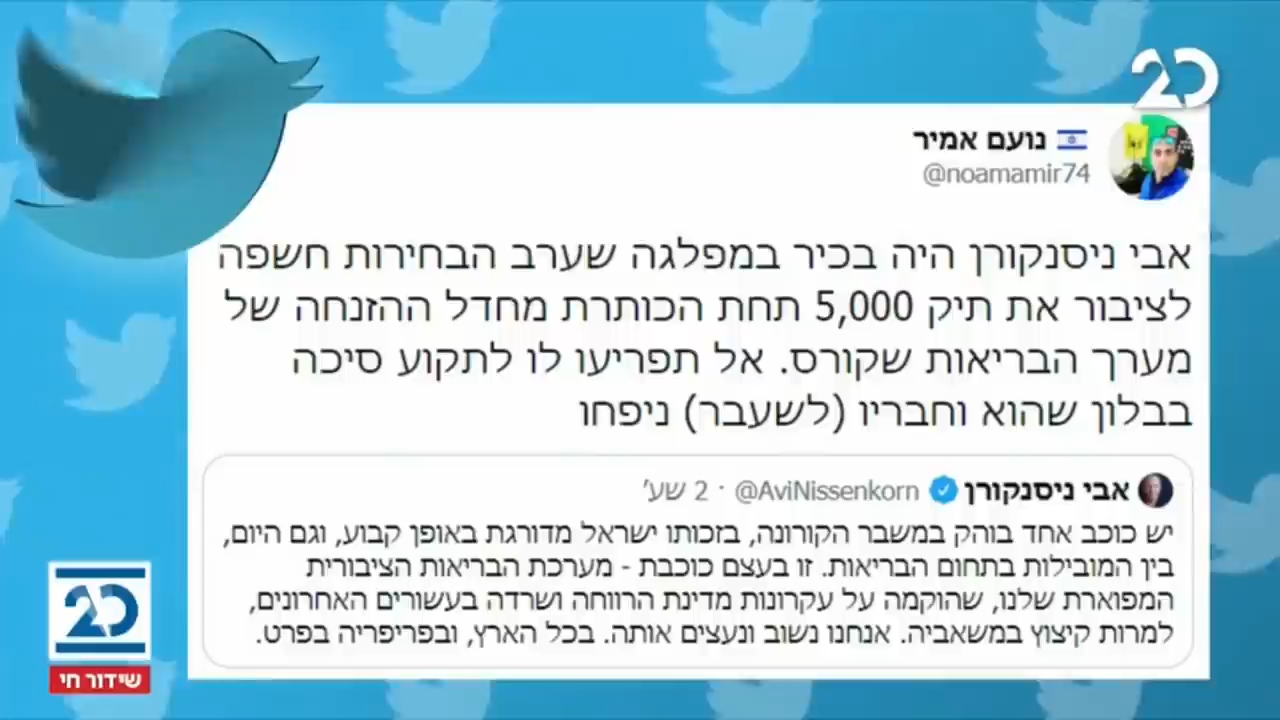 20
נועם אמיר
@noamamir74
אבי ניסנקורן היה בכיר במפלגה שערב הבחירות חשפה
לציבור את תיק 5,000 תחת הכותרת מחדל ההזנחה של
מערך הבריאות שקורס. אל תפריעו לו לתקוע סיכה
בבלון שהוא וחבריו (לשעבר) ניפחו
אבי ניסנקורן @AviNissenkorn · 2 שע'
יש כוכב אחד בוהק במשבר הקורונה, בזכותו ישראל מדורגת באופן קבוע, וגם היום,
בין המובילות בתחום הבריאות. זו בעצם כוכבת - מערכת הבריאות הציבורית
המפוארת שלנו, שהוקמה על עקרונות מדינת הרווחה ושרדה בעשורים האחרונים,
למרות קיצוץ במשאביה. אנחנו נשוב ונעצים אותה. בכל הארץ, ובפריפריה בפרט.
20
שידור חי